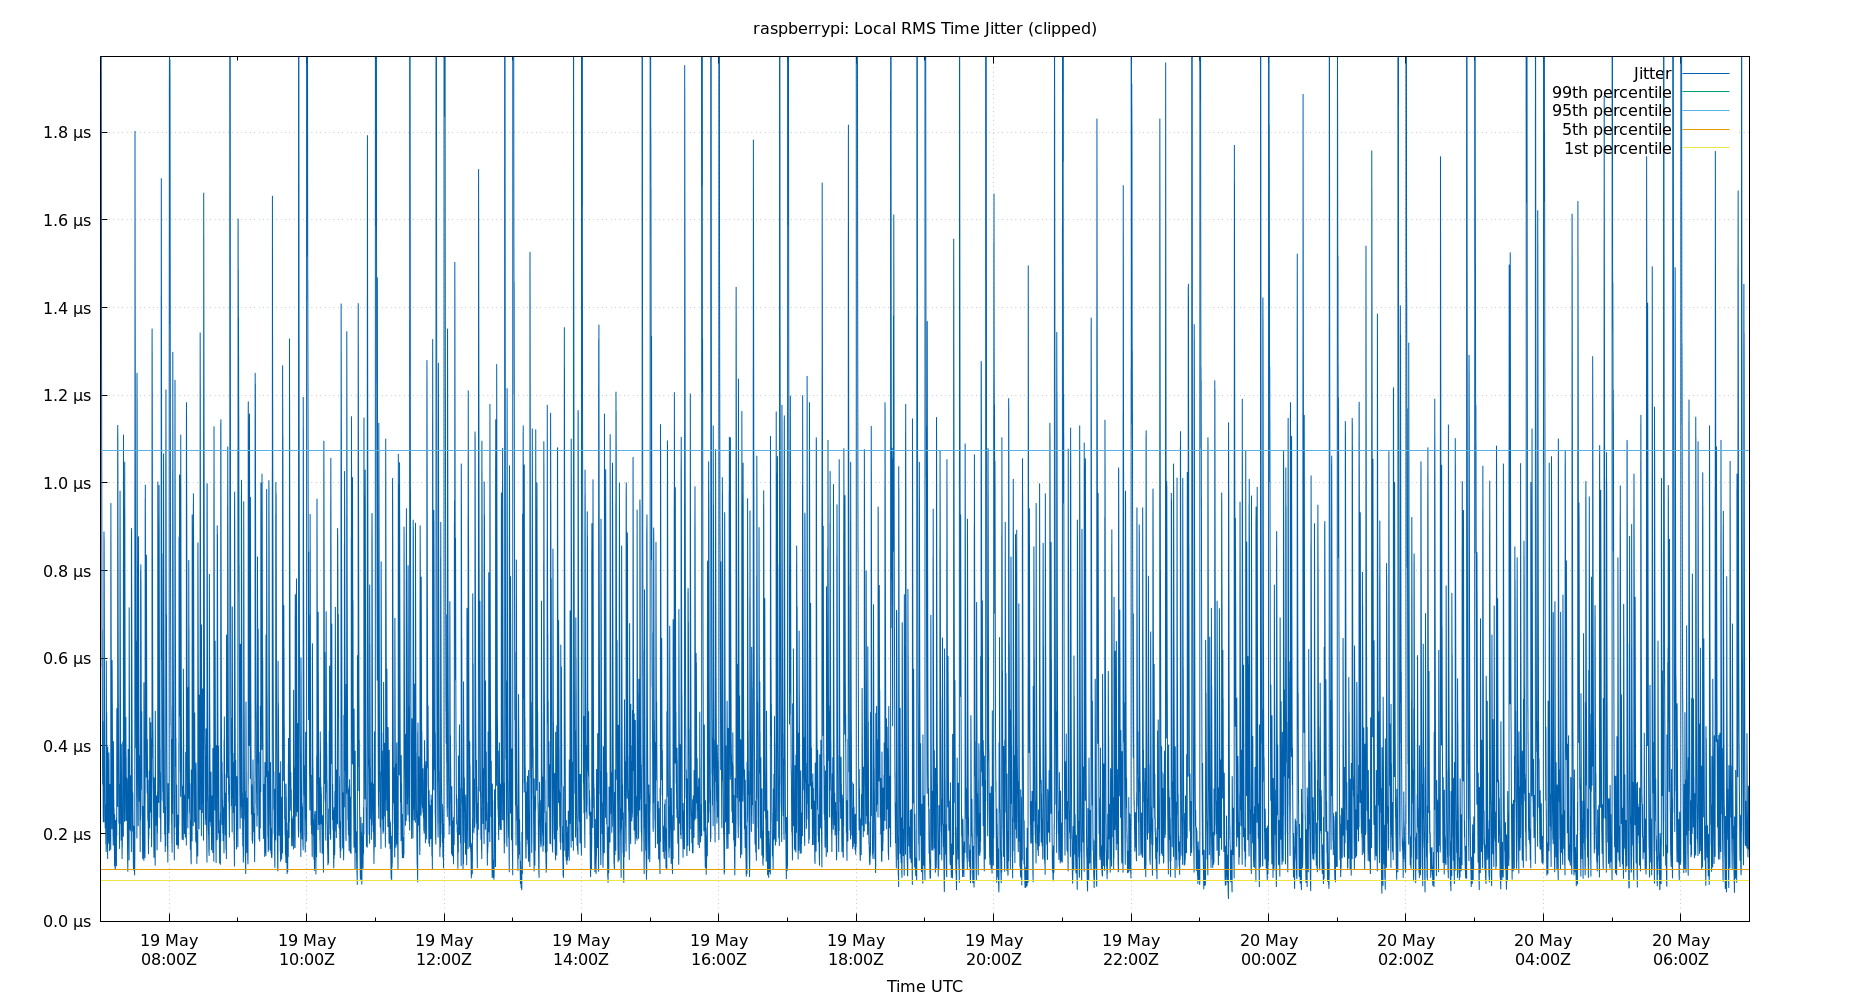 raspberrypi: Local RMS Time Jitter (clipped)
Jitter
99th percentile
95th percentile
5th percentile
1st percentile
1.8 μs
1.6 μs
1.4 μs
1.2 μs
1.0 μs
0.8 μs
0.6 μs
0.4 μs
0.2 μs
0.0 μs
19 May 19 May 19 May 19 May 19 May 19 May 19 May 19 May 20 May 20 May 20 May 20 May
08:00Z 10:00Z 12:00Z 14:00Z 16:00Z 18:00Z 20:00Z 22:00Z 00:00Z 02:00Z 04:00Z 06:00Z
Time UTC